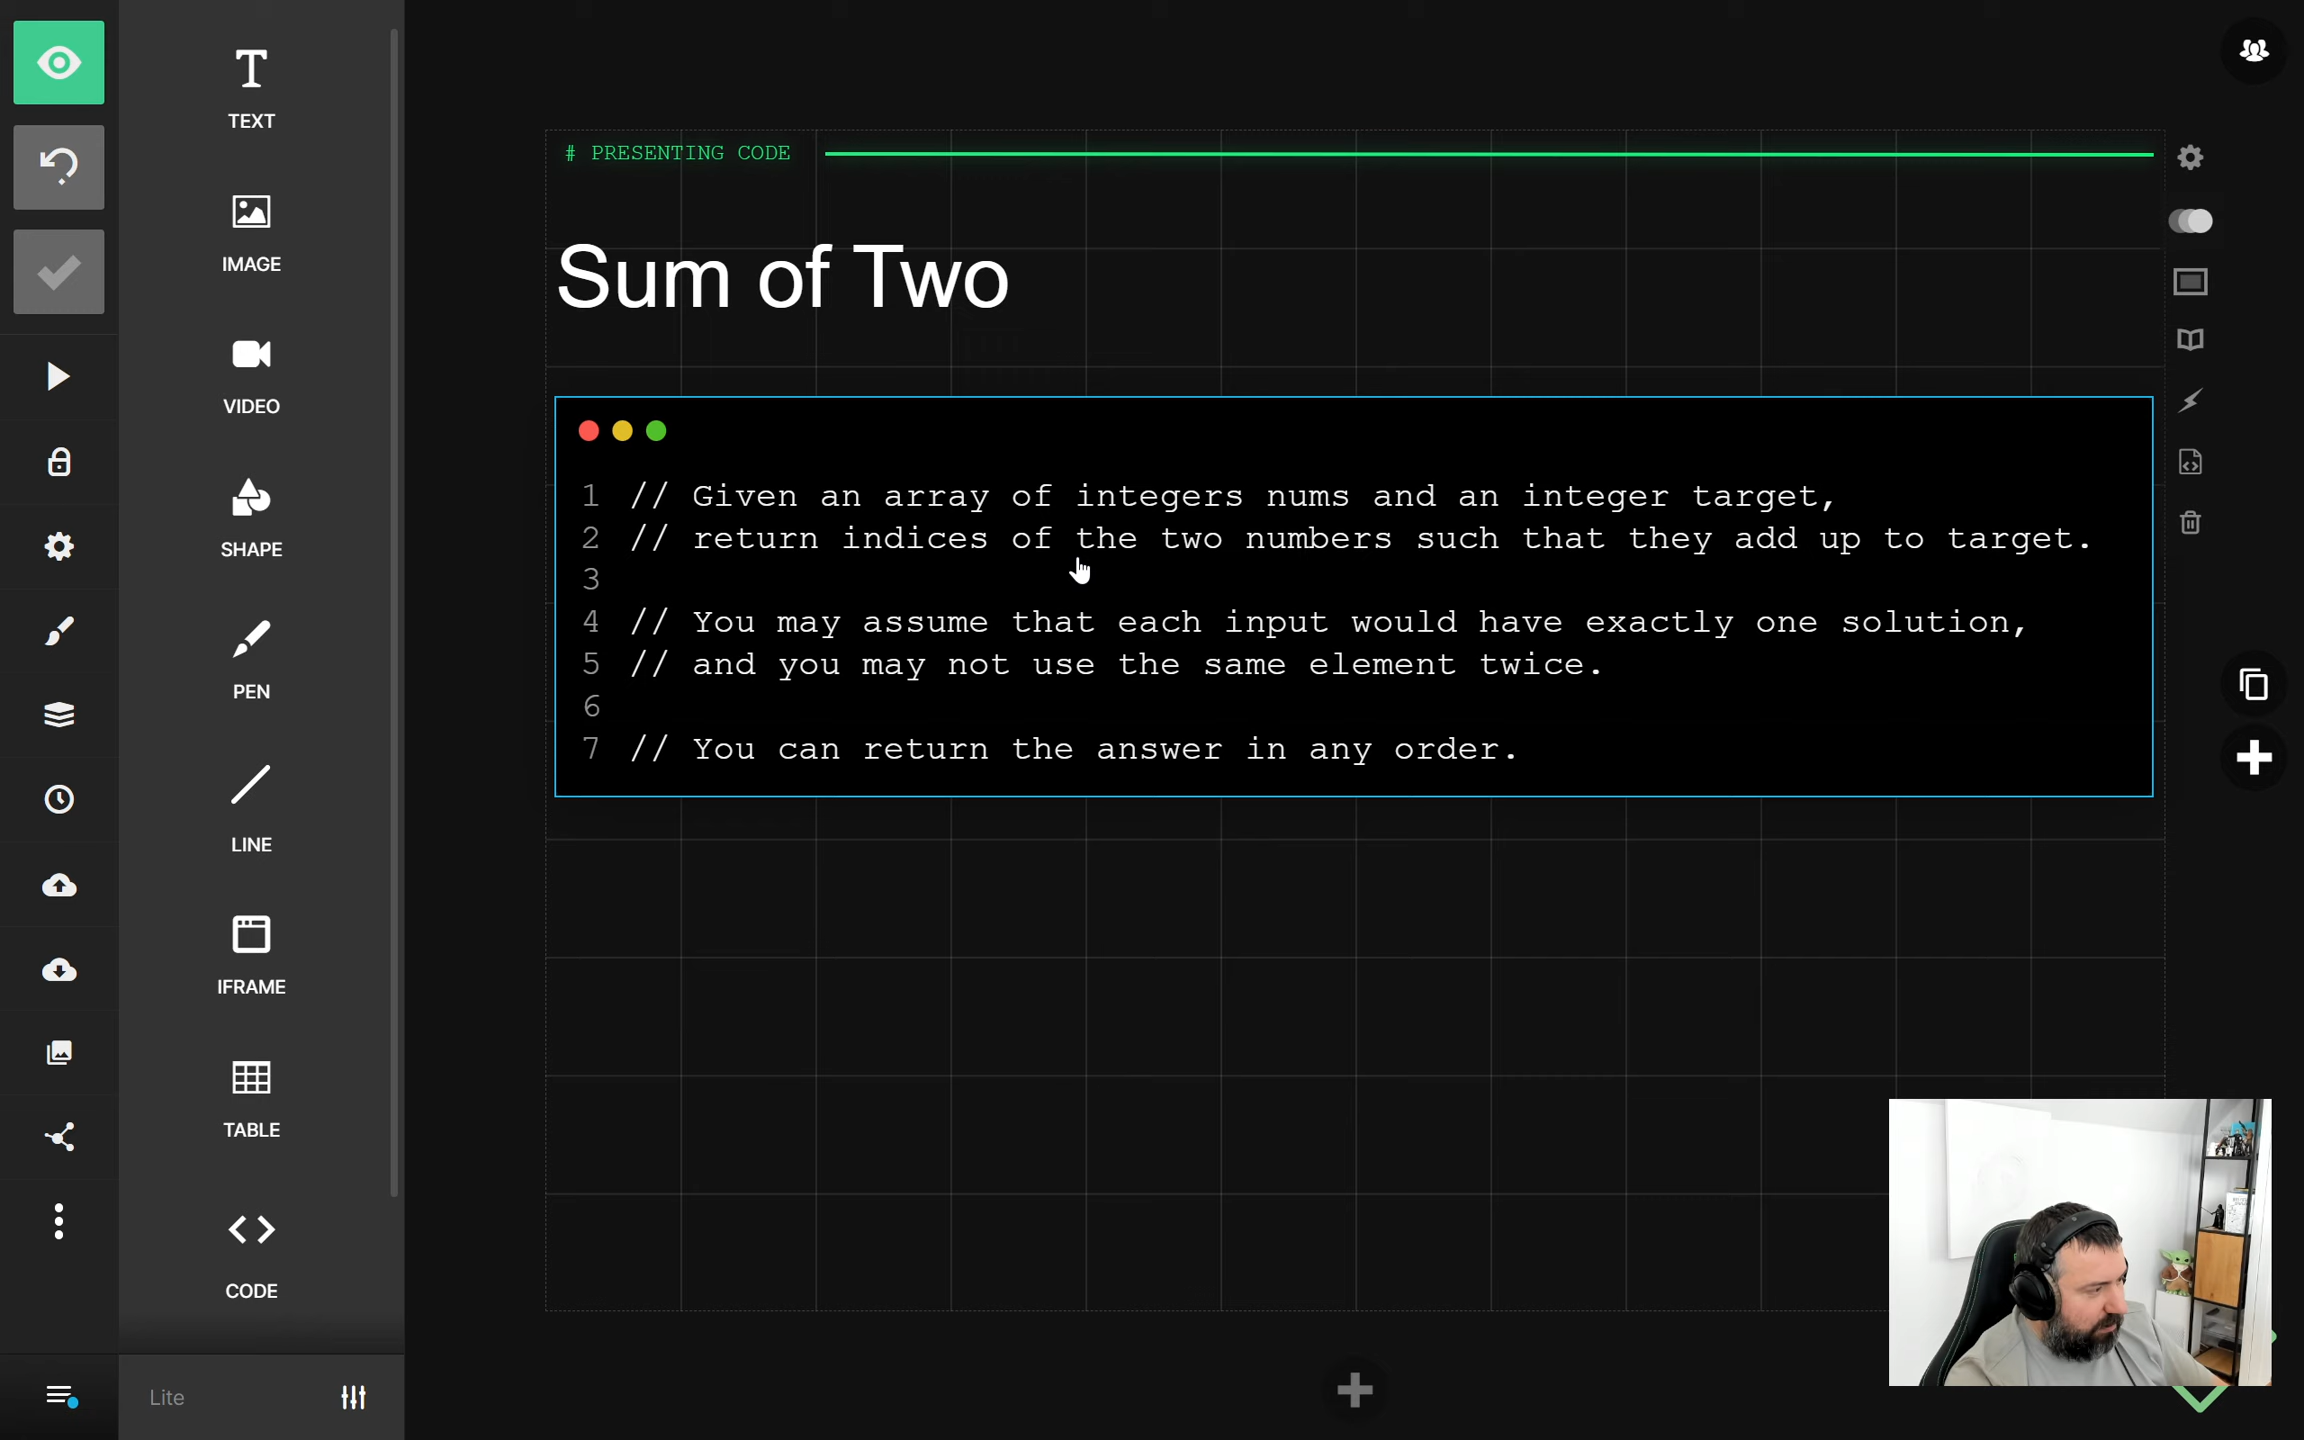 TEXT
IMAGE
VIDEO
SHAPE
PEN
LINE
IFRAME
TABLE
CODE
Lite
# PRESENTING CODE
Sum of Two
1 // Given an array of integers nums and an integer target,
2 // return indices of the two numbers such that they add up to target.
3
4 // You may assume that each input would have exactly one solution,
5 // and you may not use the same element twice.
6
7 // You can return the answer in any order.